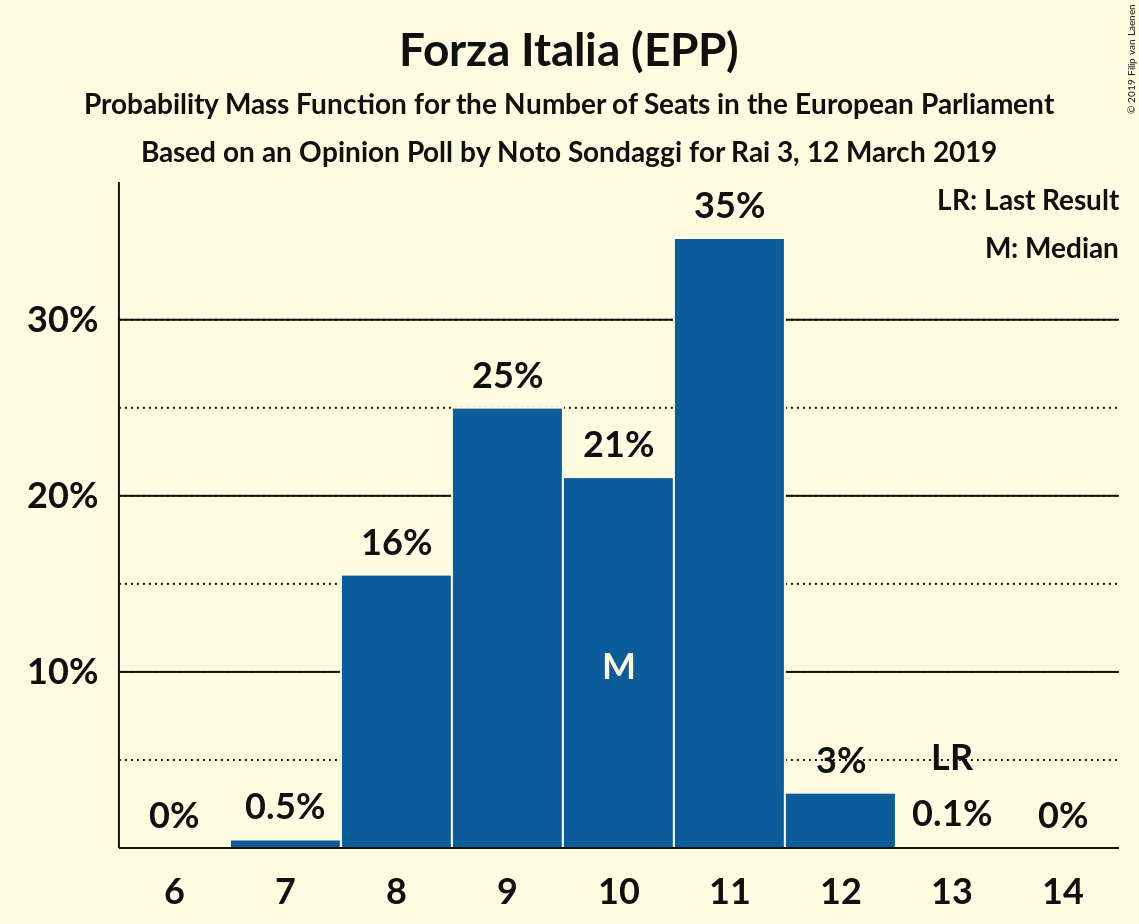 Forza Italia (EPP)
Probability Mass Function for the Number of Seats in the European Parliament
Based on an Opinion Poll by Noto Sondaggi for Rai 3, 12 March 2019
© 2019 Filip van Laenen
LR: Last Result
M: Median
35%
30%
25%
21%
20%
16%
10%
M
3%
LR
0%
0.5%
0.1%
0%
6 7 8 9 10 11 12 13 14